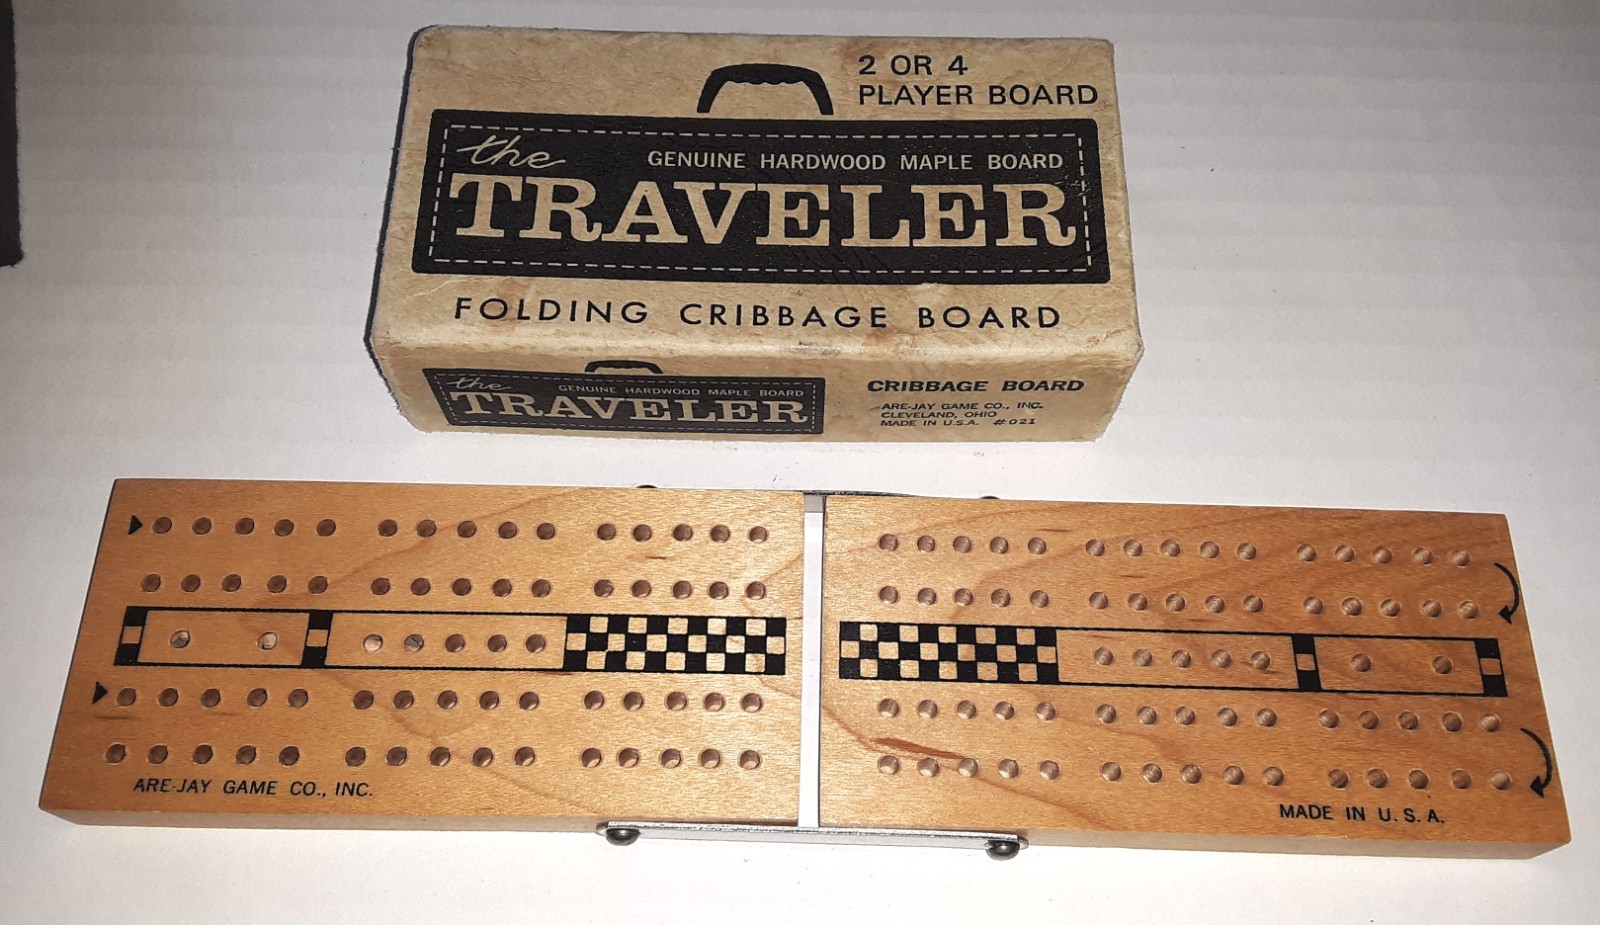 2 OR 4
PLAYER BOARD
the
GENUINE HARDWOOD MAPLE BOARD
TRAVELER
FOLDING CRIBBAGE BOARD
the
GENUINE HARDWOOD MAPLE BOARD
TRAVELER
CRIBBAGE BOARD
ARE-JAY GAME CO., INC.
CLEVELAND, OHIO
MADE IN U.S.A. #021
ARE-JAY GAME CO., INC.
MADE IN U.S.A.